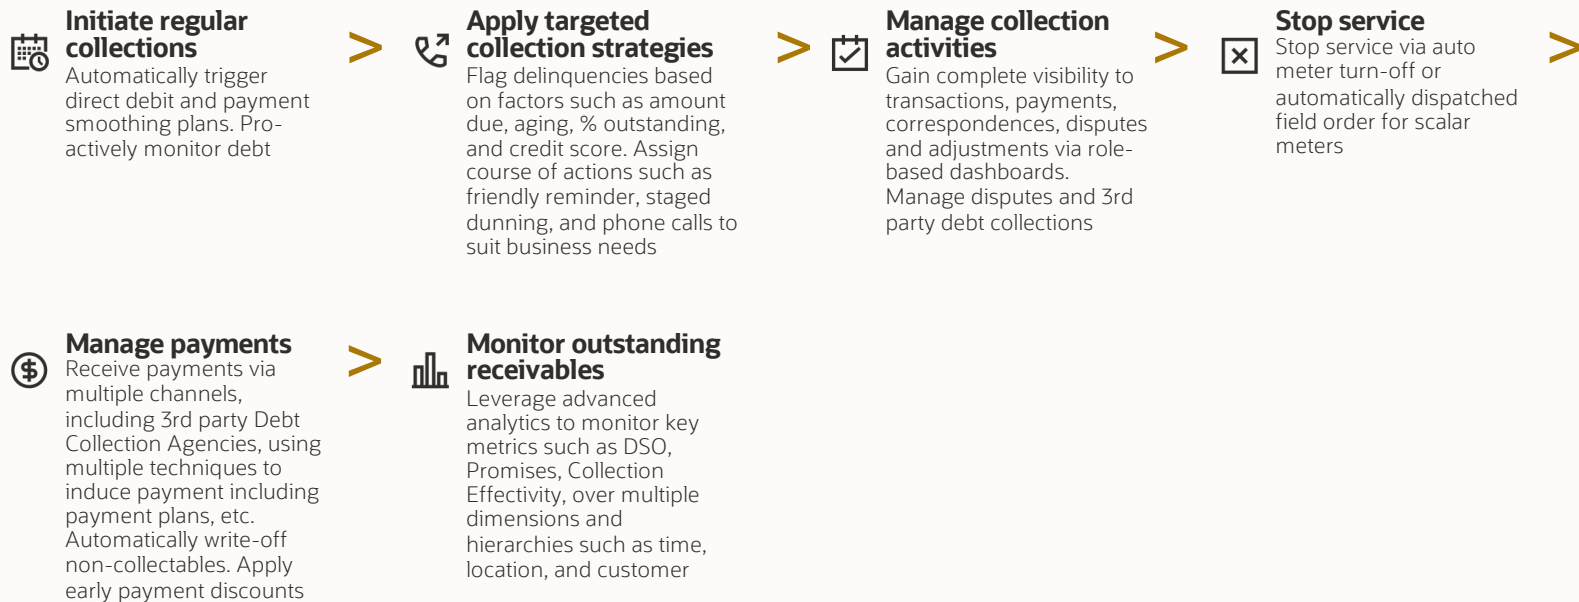 Initiate regular
collections
Automatically trigger
direct debit and payment
smoothing plans. Pro-
actively monitor debt
>
Apply targeted
collection strategies
Flag delinquencies based
on factors such as amount
due, aging, % outstanding,
and credit score. Assign
course of actions such as
friendly reminder, staged
dunning, and phone calls to
suit business needs
>
Manage collection
activities
Gain complete visibility to
transactions, payments,
correspondences, disputes
and adjustments via role-
based dashboards.
Manage disputes and 3rd
party debt collections
>
Stop service
Stop service via auto
meter turn-off or
automatically dispatched
field order for scalar
meters
>
Manage payments
Receive payments via
multiple channels,
including 3rd party Debt
Collection Agencies, using
multiple techniques to
induce payment including
payment plans, etc.
Automatically write-off
non-collectables. Apply
early payment discounts
>
Monitor outstanding
receivables
Leverage advanced
analytics to monitor key
metrics such as DSO,
Promises, Collection
Effectivity, over multiple
dimensions and
hierarchies such as time,
location, and customer